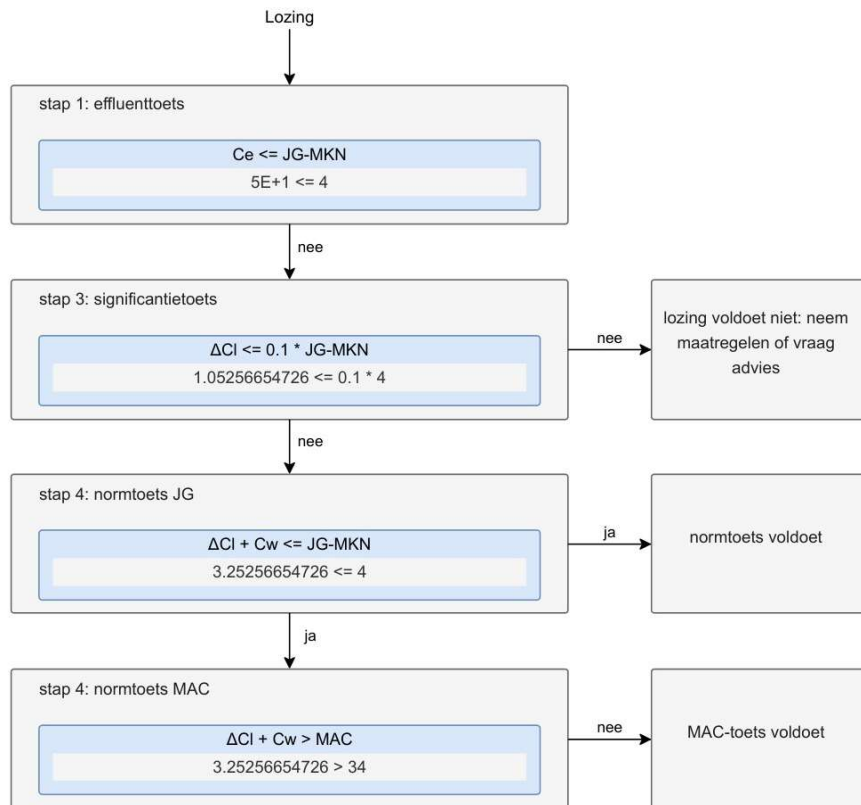 Lozing
stap 1: effluenttoets
Ce <= JG-MKN
5E+1 <= 4
nee
stap 3: significantietoets
ΔCl <= 0.1 * JG-MKN
1.05256654726 <= 0.1 * 4
nee
lozing voldoet niet: neem
maatregelen of vraag
advies
nee
stap 4: normtoets JG
ΔCl + Cw <= JG-MKN
3.25256654726 <= 4
ja
normtoets voldoet
ja
stap 4: normtoets MAC
ΔCl + Cw > MAC
3.25256654726 > 34
nee
MAC-toets voldoet